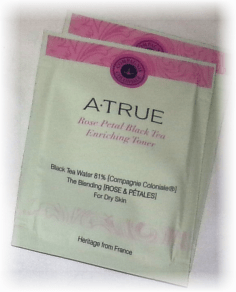 A·TRUE
Rose Petal Black Tea
Enriching Toner
Black Tea Water 81% [Compagnie Coloniale®]
The Blending [ROSE & PÉTALES]
For Dry Skin
Heritage from France